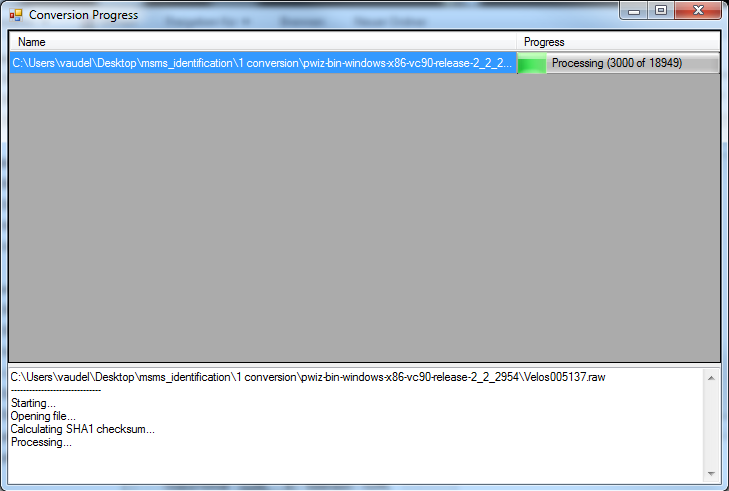 Conversion Progress
Name Progress
C:\Users\vaudel\Desktop\msms_identification\1 conversion\pwiz-bin-windows-x86-vc90-release-2_2_2... Processing (3000 of 18949)
C:\Users\vaudel\Desktop\msms_identification\1 conversion\pwiz-bin-windows-x86-vc90-release-2_2_2954\Velos005137.raw
------------------------------
Starting...
Opening file...
Calculating SHA1 checksum...
Processing...